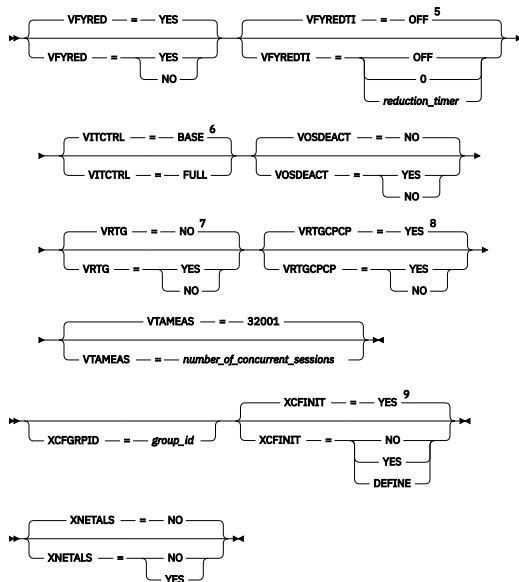 VFYRED = YES VFYREDTI = OFF 5
VFYRED = YES VFYREDTI = OFF
NO 0
reduction_timer
VITCTRL = BASE 6 VOSDEACT = NO
VITCTRL = FULL VOSDEACT = YES
NO
VRTG = NO 7 VRTGCPCP = YES 8
VRTG = YES VRTGCPCP = YES
NO NO
VTAMEAS = 32001
VTAMEAS = number_of_concurrent_sessions
XCFINIT = YES 9
XCFGRPID = group_id XCFINIT = NO
YES
DEFINE
XNETALS = NO
XNETALS = NO
YES